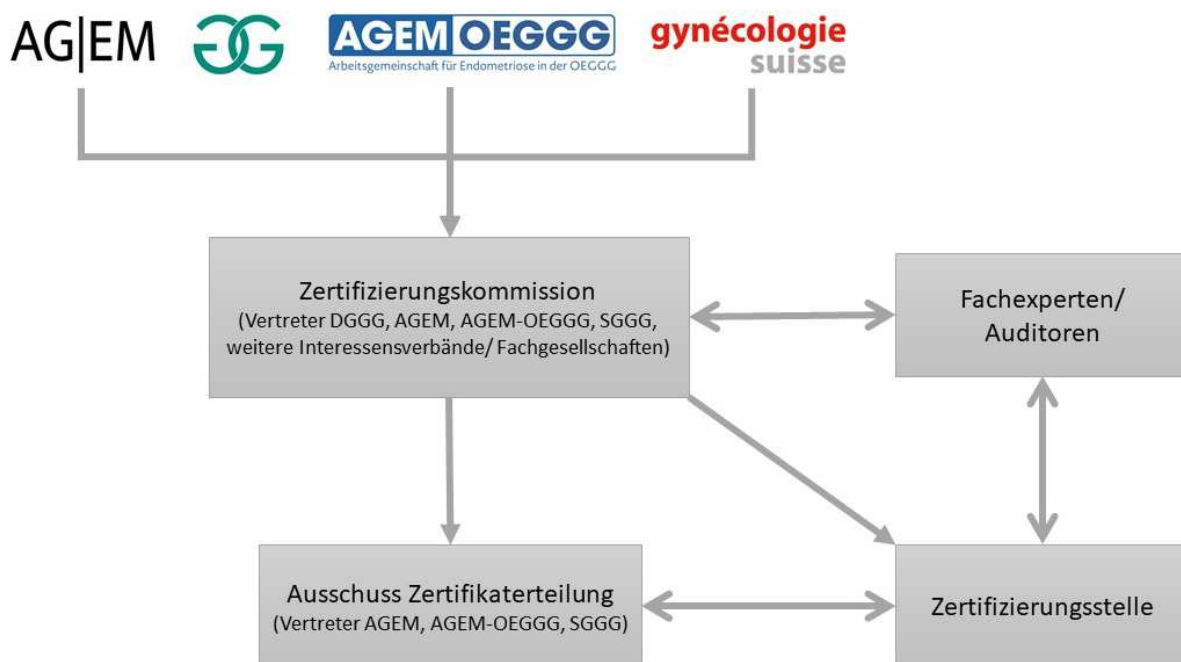 AG|EM
GG
AGEM OEGGG
Arbeitsgemeinschaft für Endometriose in der OEGGG
gynécologie
suisse
Zertifizierungskommission
(Vertreter DGGG, AGEM, AGEM-OEGGG, SGGG,
weitere Interessensverbände/ Fachgesellschaften)
Fachexperten/
Auditoren
Ausschuss Zertifikaterteilung
(Vertreter AGEM, AGEM-OEGGG, SGGG)
Zertifizierungsstelle